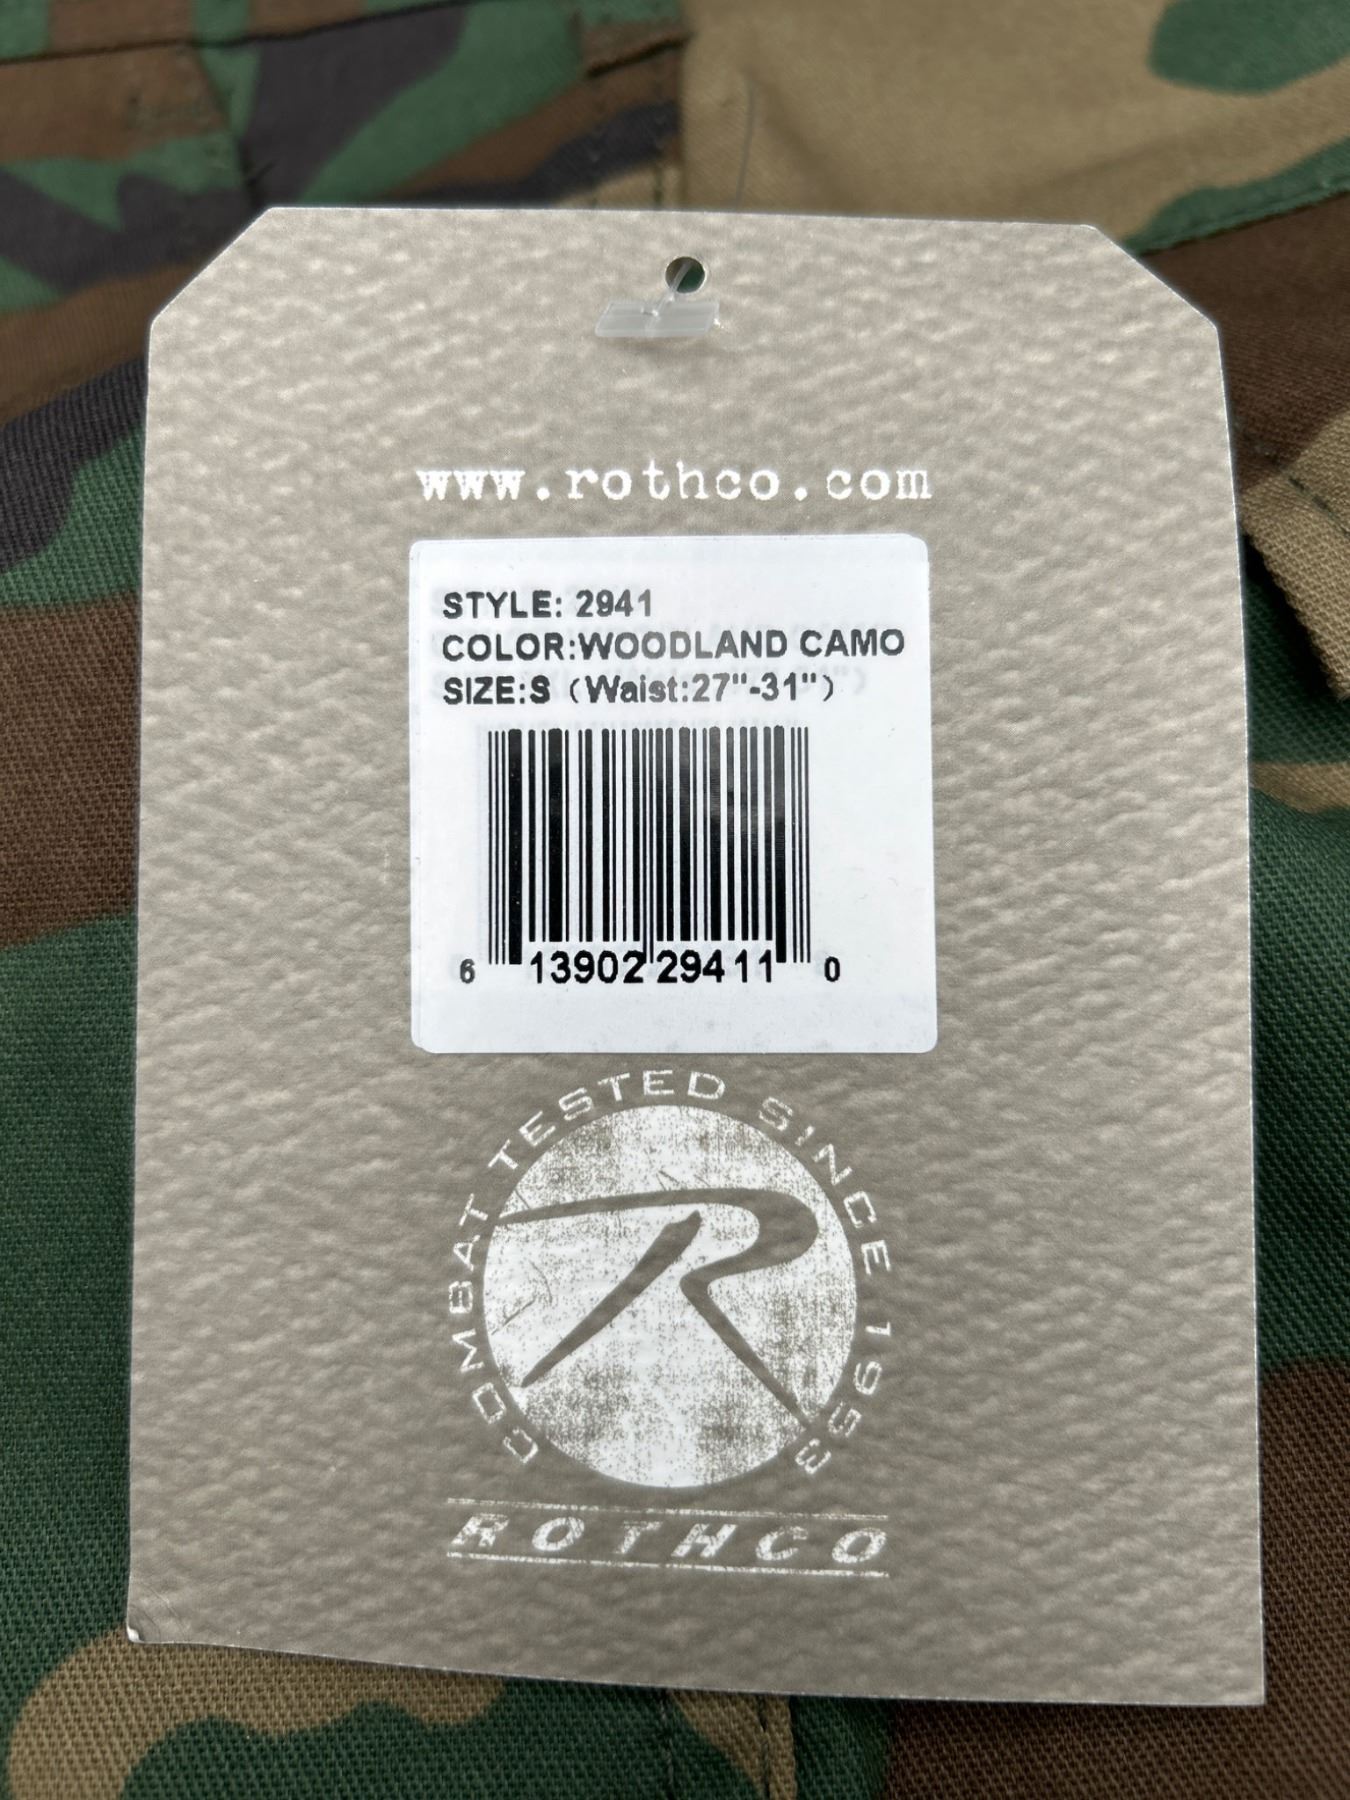 www.rothco.com
STYLE: 2941
COLOR:WOODLAND CAMO
SIZE:S (Waist:27"-31")
6 13902 29411 0
COMBAT TESTED SINCE 1953
R
ROTHCO